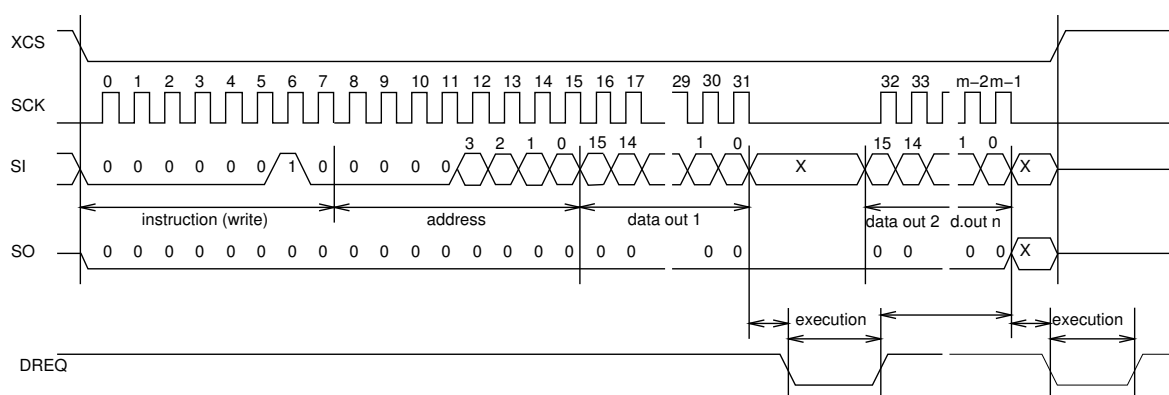 XCS
0 1 2 3 4 5 6 7 8 9 10 11 12 13 14 15 16 17 29 30 31 32 33 m-2 m-1
SCK
3 2 1 0 15 14 1 0 15 14 1 0
SI 0 0 0 0 0 0 1 0 0 0 0 0 X X
instruction (write) address data out 1 data out 2 d.out n
SO 0 0 0 0 0 0 0 0 0 0 0 0 0 0 0 0 0 0 0 0 0 0 0 0 X
execution execution
DREQ